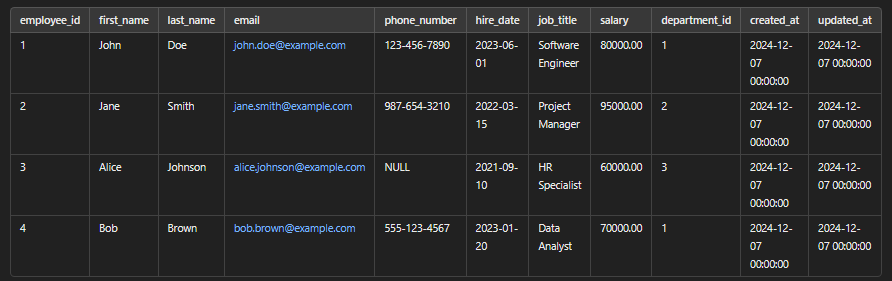 employee_id first_name last_name email phone_number hire_date job_title salary department_id created_at updated_at
1 John Doe john.doe@example.com 123-456-7890 2023-06- Software 80000.00 1 2024-12- 2024-12-
01 Engineer 07 07 00:00:00
00:00:00
2 Jane Smith jane.smith@example.com 987-654-3210 2022-03- Project 95000.00 2 2024-12- 2024-12-
15 Manager 07 07 00:00:00
00:00:00
3 Alice Johnson alice.johnson@example.com NULL 2021-09- HR 60000.00 3 2024-12- 2024-12-
10 Specialist 07 07 00:00:00
00:00:00
4 Bob Brown bob.brown@example.com 555-123-4567 2023-01- Data 70000.00 1 2024-12- 2024-12-
20 Analyst 07 07 00:00:00
00:00:00